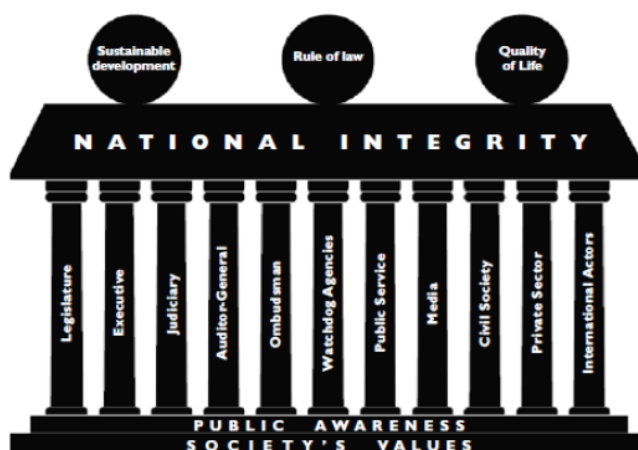 Sustainable
development
Rule of law
Quality
of Life
NATIONAL INTEGRITY
Legislature
Executive
Judiciary
Auditor-General
Ombudsman
Watchdog Agencies
Public Service
Media
Civil Society
Private Sector
International Actors
PUBLIC AWARENESS
SOCIETY'S VALUES